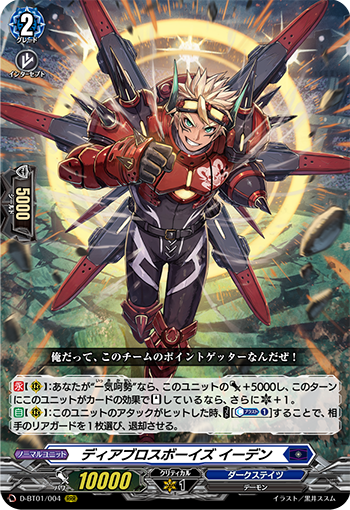 2
グレード
インターセプト
5000
シールド
俺だって、このチームのポイントゲッターなんだぜ！
永【R】:あなたが“一気呵勢”なら、このユニットの+5000し、このターンにこのユニットがカードの効果で【スタンド】しているなら、さらに+1！
自【R】:このユニットのアタックがヒットした時、[ブラスト1]することで、相手のリアガードを1枚選び、退却させる。
ノーマルユニット
ディアブロスボーイズ イーデン
パワー
10000
クリティカル
1
ダークステイツ
デーモン
D-BT01/004 RRR
イラスト／黒井ススム